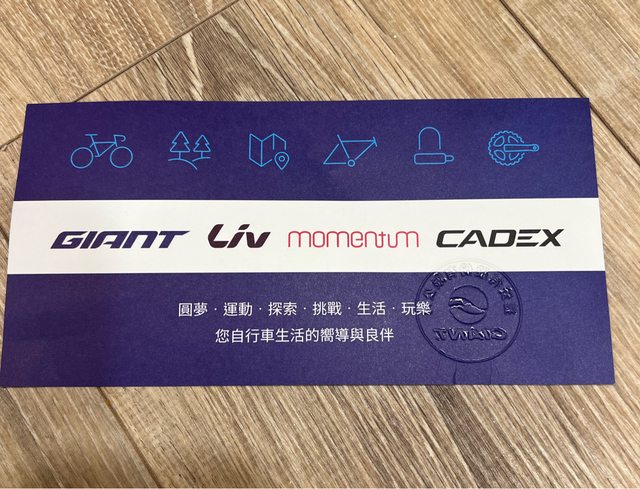 GIANT Liv momentum CADEX
圓夢 · 運動 · 探索 · 挑戰 · 生活 · 玩樂
您自行車生活的嚮導與良伴
GIANT